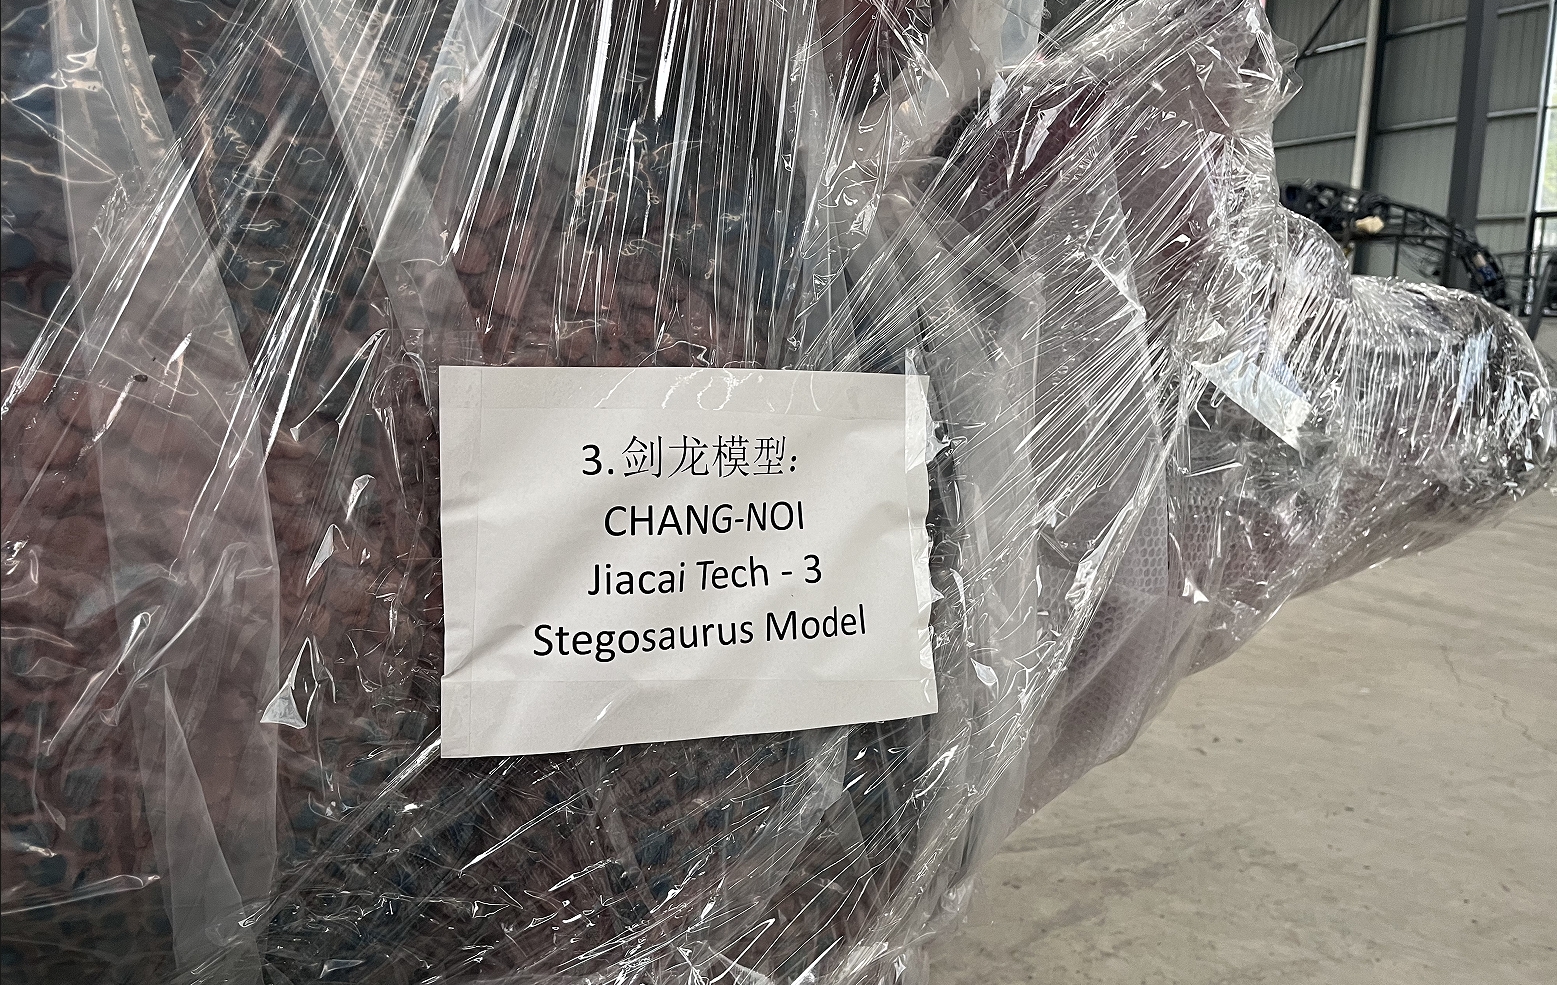 3.剑龙模型:
CHANG-NOI
Jiacai Tech - 3
Stegosaurus Model